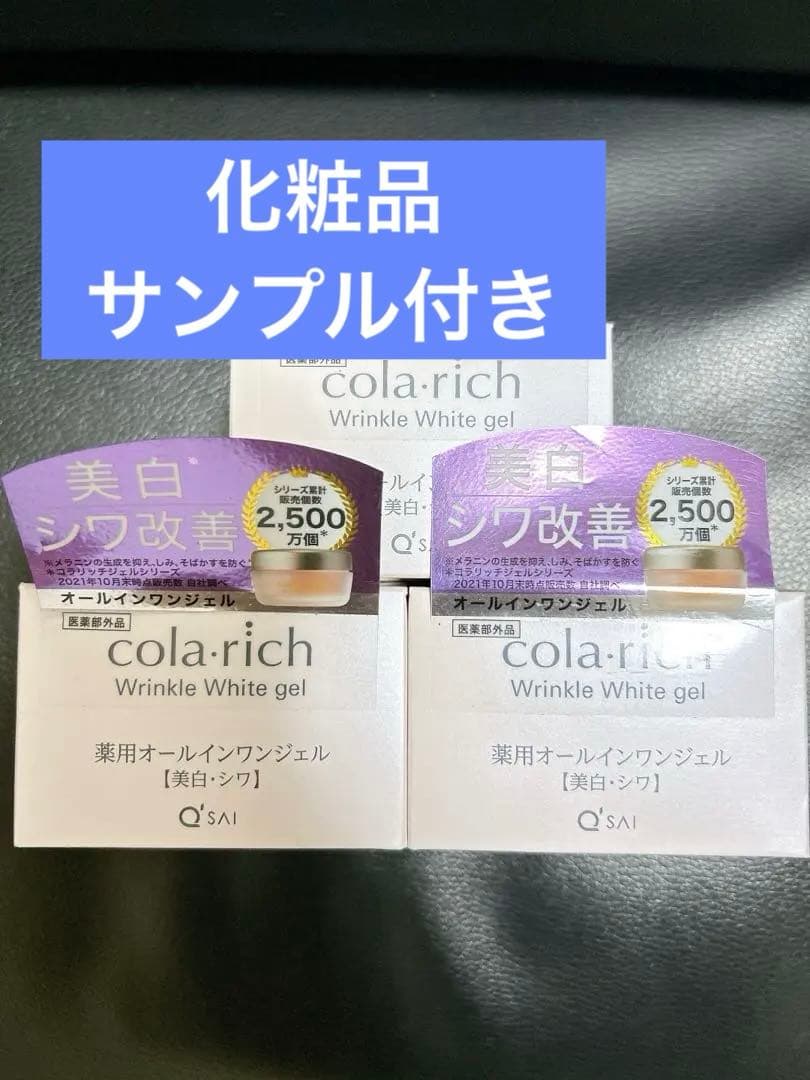 化粧品
サンプル付き
医薬部外品
cola・rich
Wrinkle White gel
美白
Q'SA
美白※
シワ改善
シリーズ累計
販売個数
2,500
万個*
※メラニンの生成を抑え、しみ、そばかすを防ぐ
*コラリッチジェルシリーズ
2021年10月末時点販売数 自社調べ
オールインワンジェル
医薬部外品
cola・rich
Wrinkle White gel
薬用オールインワンジェル
【美白・シワ】
Q'SAI
美白
シワ改善
シリーズ累計
販売個数
2,500
万個*
※メラニンの生成を抑え、しみ、そばかすを防ぐ
*コラリッチジェルシリーズ
2021年10月末時点販売数 自社調べ
オールインワンジェル
医薬部外品
cola・rich
Wrinkle White gel
薬用オールインワンジェル
【美白・シワ】
Q'SAI